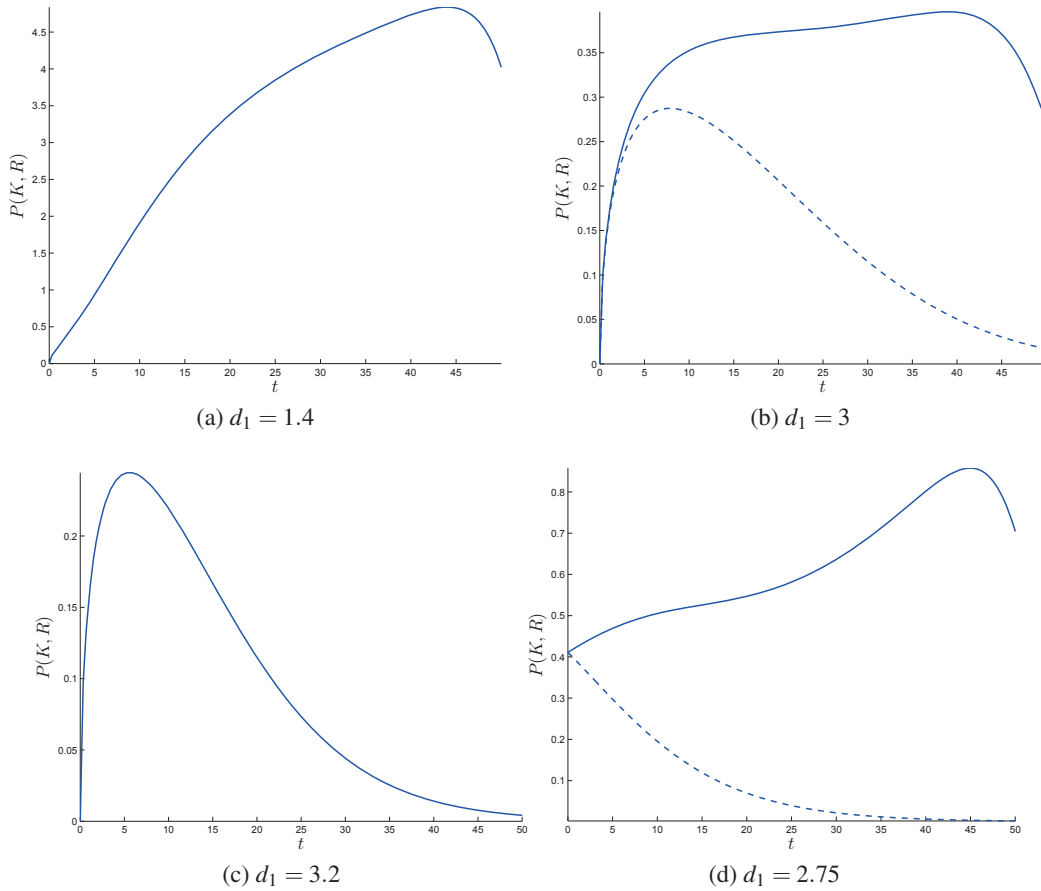 4.5
4
3.5
3
2.5
2
1.5
1
0.5
0
P(K, R)
0 5 10 15 20 25 30 35 40 45
t
(a) d₁ = 1.4
0.35
0.3
0.25
0.2
0.15
0.1
0.05
0
P(K, R)
0 5 10 15 20 25 30 35 40 45
t
(b) d₁ = 3
0.2
0.15
0.1
0.05
0
P(K, R)
0 5 10 15 20 25 30 35 40 45 50
t
(c) d₁ = 3.2
0.8
0.7
0.6
0.5
0.4
0.3
0.2
0.1
P(K, R)
0 5 10 15 20 25 30 35 40 45 50
t
(d) d₁ = 2.75